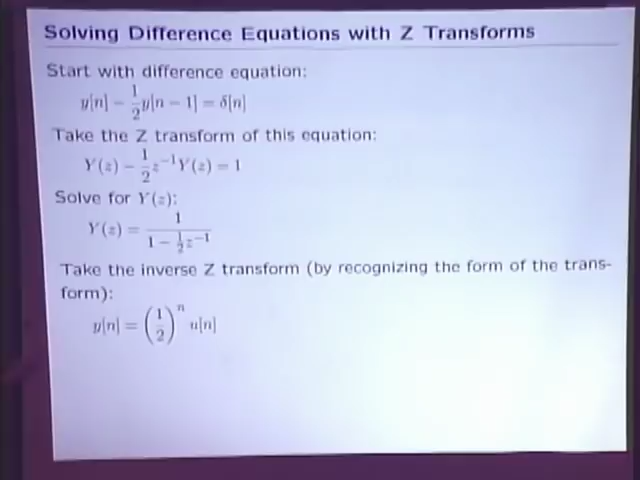 Solving Difference Equations with Z Transforms
Start with difference equation:
y[n] − 1/2 y[n − 1] = δ[n]
Take the Z transform of this equation:
Y(z) − 1/2 z^−1 Y(z) = 1
Solve for Y(z):
Y(z) = 1 / (1 − 1/2 z^−1)
Take the inverse Z transform (by recognizing the form of the trans-
form):
y[n] = (1/2)^n u[n]